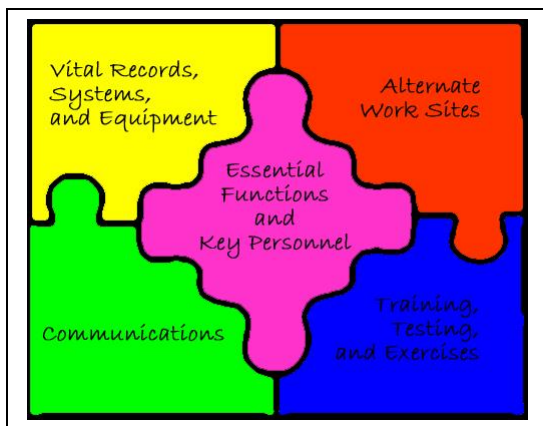 Vital Records,
Systems,
and Equipment
Alternate
Work Sites
Essential
Functions
and
Key Personnel
Communications
Training,
Testing,
and Exercises